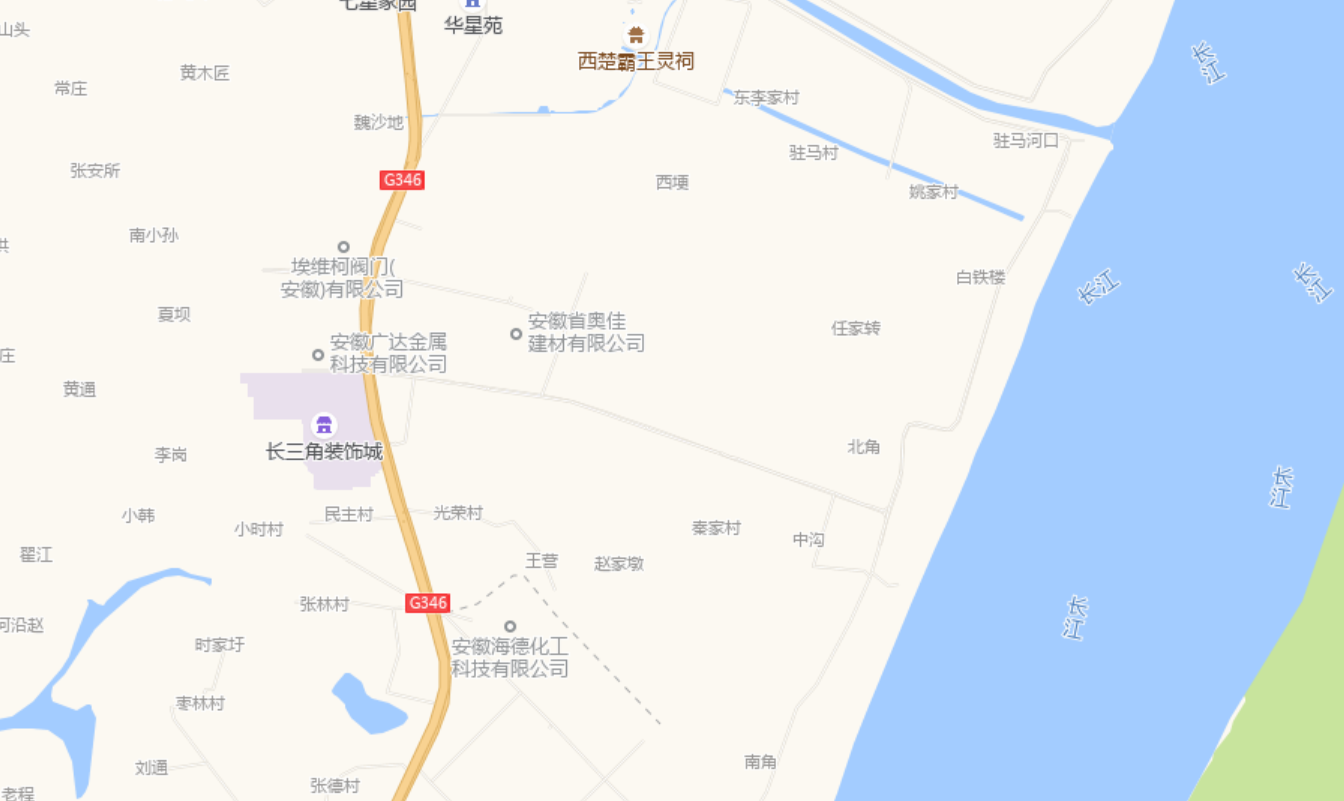 七星家园
华星苑
山头
西楚霸王灵祠
长江
黄木匠
常庄
东李家村
魏沙地
驻马河口
驻马村
张安所
G346
西埂
姚家村
南小孙
供
埃维柯阀门(
安徽)有限公司
白铁楼
长江
长江
夏坝
安徽省奥佳
建材有限公司
任家转
安徽广达金属
科技有限公司
庄
黄通
长三角装饰城
李岗
北角
长江
小韩
小时村
民主村
光荣村
秦家村
中沟
翟江
王营
赵家墩
张林村
G346
长江
河沿赵
时家圩
安徽海德化工
科技有限公司
枣林村
刘通
南角
张德村
老程